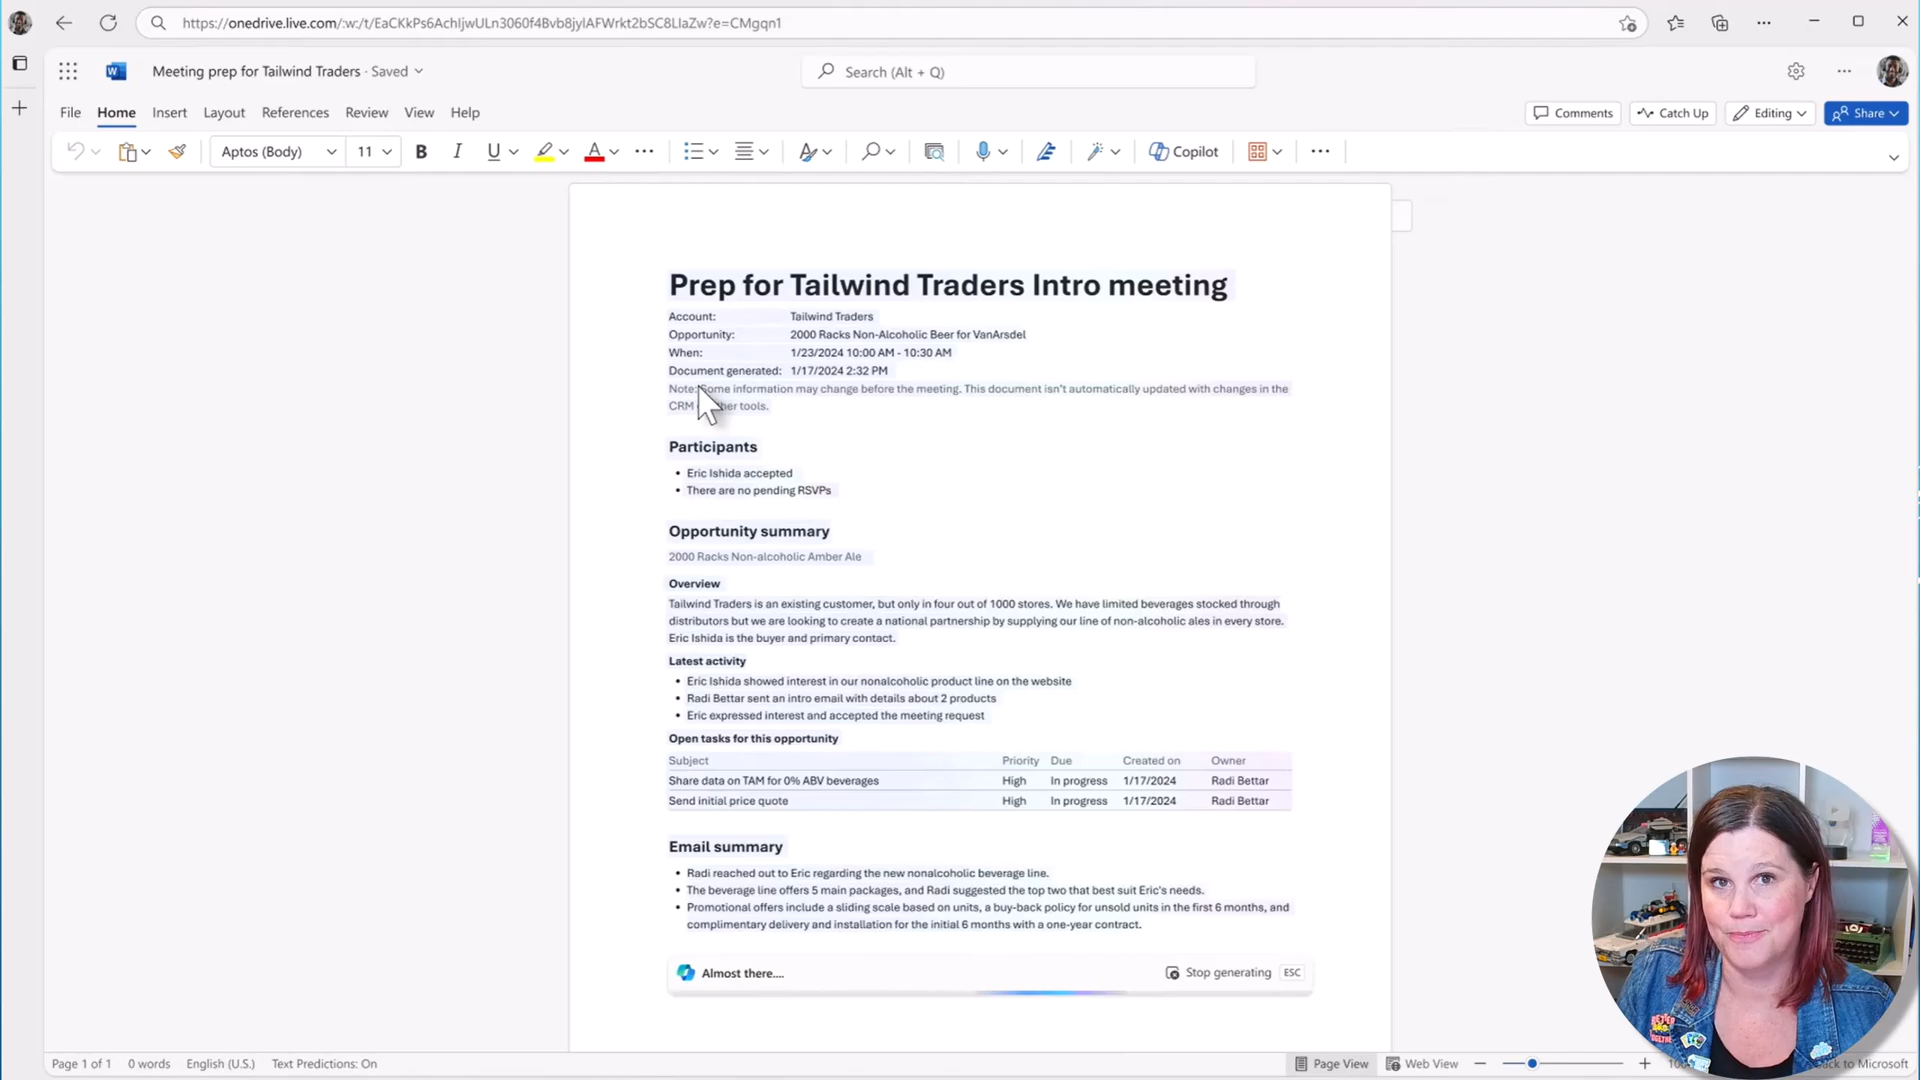 https://onedrive.live.com/:w:/t/EaCKkPs6AchIjwULn3060f4Bvb8jylAFWrkt2bSC8LIaZw?e=CMgqn1
Meeting prep for Tailwind Traders · Saved
Search (Alt + Q)
File Home Insert Layout References Review View Help
Comments Catch Up Editing Share
Aptos (Body) 11 B I U A Copilot
Prep for Tailwind Traders Intro meeting
Account: Tailwind Traders
Opportunity: 2000 Racks Non-Alcoholic Beer for VanArsdel
When: 1/23/2024 10:00 AM - 10:30 AM
Document generated: 1/17/2024 2:32 PM
Note: Some information may change before the meeting. This document isn't automatically updated with changes in the
CRM tools.
Participants
• Eric Ishida accepted
• There are no pending RSVPs
Opportunity summary
2000 Racks Non-alcoholic Amber Ale
Overview
Tailwind Traders is an existing customer, but only in four out of 1000 stores. We have limited beverages stocked through
distributors but we are looking to create a national partnership by supplying our line of non-alcoholic ales in every store.
Eric Ishida is the buyer and primary contact.
Latest activity
• Eric Ishida showed interest in our nonalcoholic product line on the website
• Radi Bettar sent an intro email with details about 2 products
• Eric expressed interest and accepted the meeting request
Open tasks for this opportunity
Subject Priority Due Created on Owner
Share data on TAM for 0% ABV beverages High In progress 1/17/2024 Radi Bettar
Send initial price quote High In progress 1/17/2024 Radi Bettar
Email summary
• Radi reached out to Eric regarding the new nonalcoholic beverage line.
• The beverage line offers 5 main packages, and Radi suggested the top two that best suit Eric's needs.
• Promotional offers include a sliding scale based on units, a buy-back policy for unsold units in the first 6 months, and
complimentary delivery and installation for the initial 6 months with a one-year contract.
Almost there.... Stop generating ESC
Page 1 of 1 0 words English (U.S.) Text Predictions: On Page View Web View to Microsoft